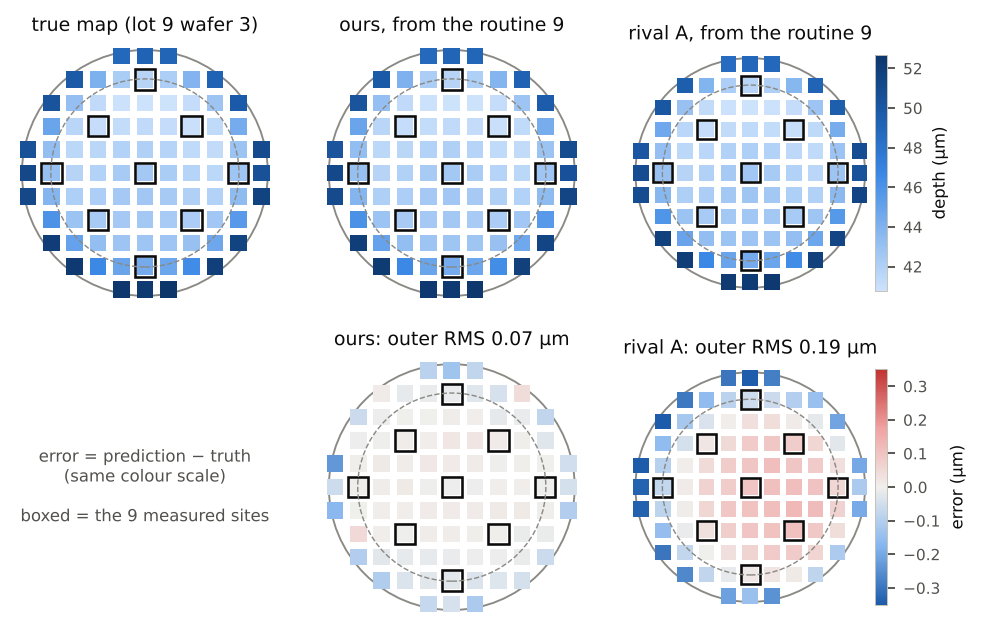 true map (lot 9 wafer 3)
ours, from the routine 9
rival A, from the routine 9
52
50
48
46
44
42
depth (µm)
ours: outer RMS 0.07 µm
rival A: outer RMS 0.19 µm
error = prediction − truth
(same colour scale)
boxed = the 9 measured sites
0.3
0.2
0.1
0.0
−0.1
−0.2
−0.3
error (µm)